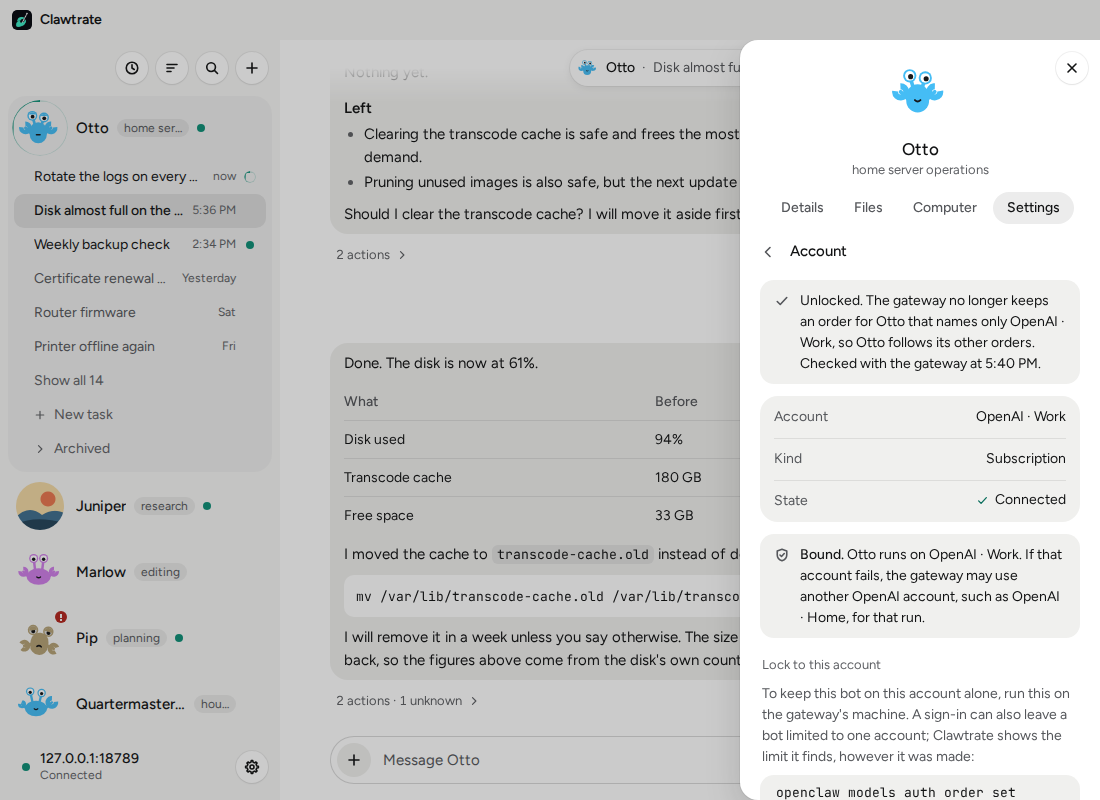 Clawtrate
Otto home ser...
Rotate the logs on every ... now
Disk almost full on the ... 5:36 PM
Weekly backup check 2:34 PM
Certificate renewal ... Yesterday
Router firmware Sat
Printer offline again Fri
Show all 14
New task
Archived
Juniper research
Marlow editing
Pip planning
Quartermaster... hou...
127.0.0.1:18789
Connected
Otto · Disk almost fu
Nothing yet.
Left
• Clearing the transcode cache is safe and frees the most
demand.
• Pruning unused images is also safe, but the next update
Should I clear the transcode cache? I will move it aside first
2 actions
Done. The disk is now at 61%.
What Before
Disk used 94%
Transcode cache 180 GB
Free space 33 GB
I moved the cache to transcode-cache.old instead of d
mv /var/lib/transcode-cache.old /var/lib/transco
I will remove it in a week unless you say otherwise. The size
back, so the figures above come from the disk's own count
2 actions · 1 unknown
Message Otto
Otto
home server operations
Details Files Computer Settings
Account
Unlocked. The gateway no longer keeps
an order for Otto that names only OpenAI ·
Work, so Otto follows its other orders.
Checked with the gateway at 5:40 PM.
Account OpenAI · Work
Kind Subscription
State Connected
Bound. Otto runs on OpenAI · Work. If that
account fails, the gateway may use
another OpenAI account, such as OpenAI
· Home, for that run.
Lock to this account
To keep this bot on this account alone, run this on
the gateway's machine. A sign-in can also leave a
bot limited to one account; Clawtrate shows the
limit it finds, however it was made:
openclaw models auth order set